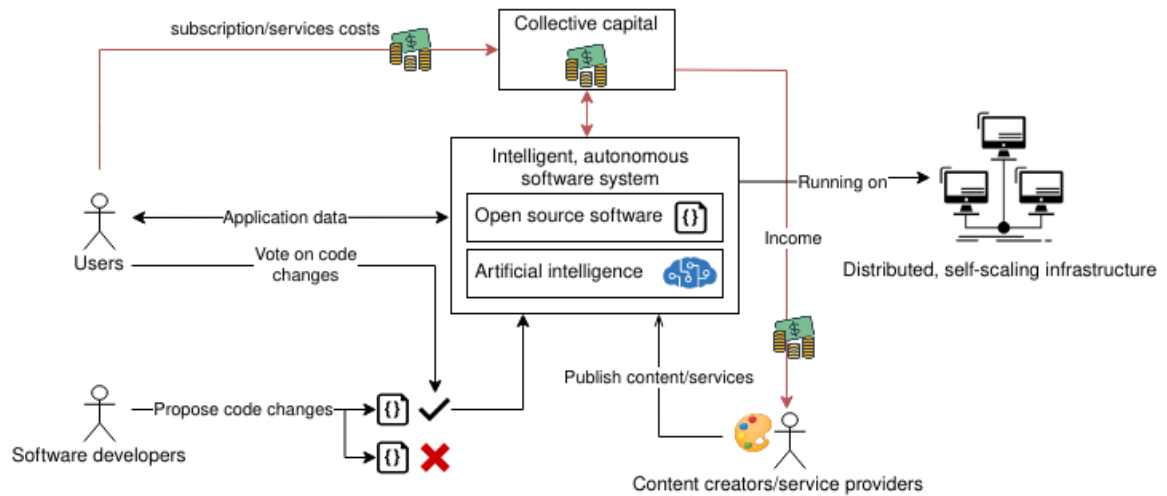 subscription/services costs
Collective capital
$
$
Intelligent, autonomous
software system
Open source software
{}
Artificial intelligence
Running on
Distributed, self-scaling infrastructure
Application data
Users
Vote on code
changes
Income
$
Publish content/services
Propose code changes
{}
{}
Software developers
Content creators/service providers